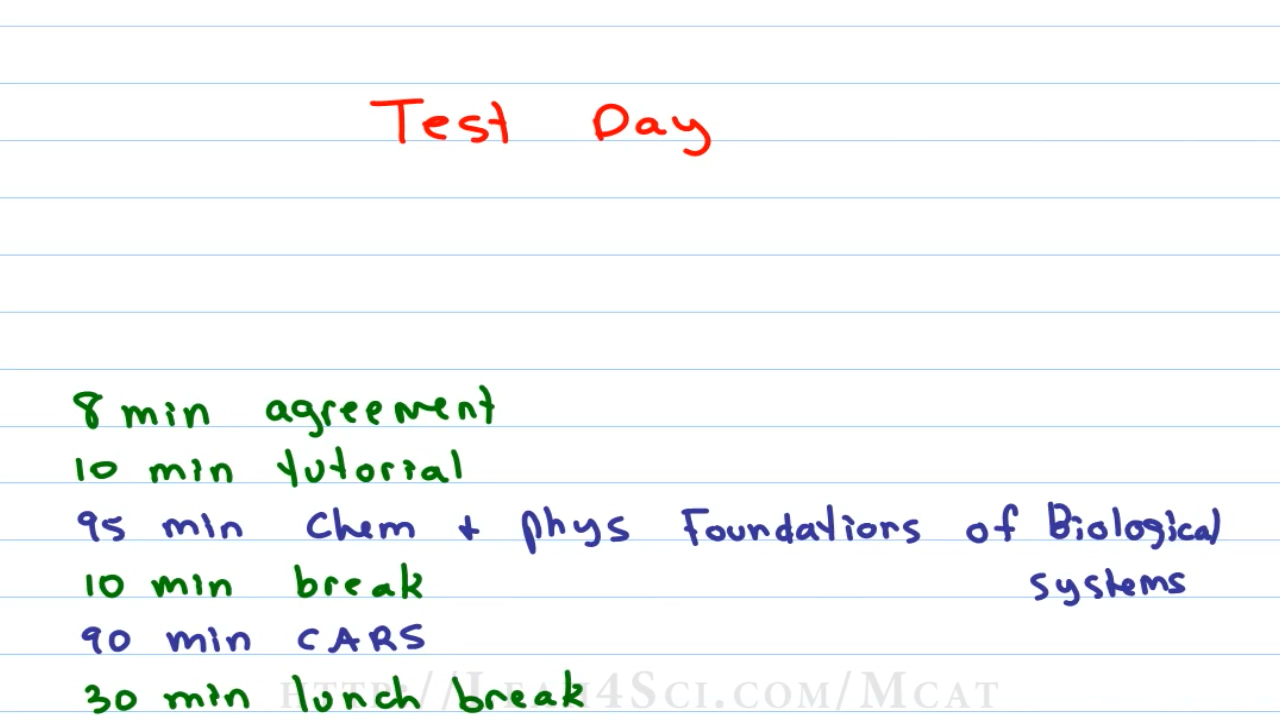 Test Day
8 min agreement
10 min tutorial
95 min Chem + phys Foundations of Biological
systems
10 min break
90 min CARS
30 min lunch break
http://Leah4Sci.com/Mcat